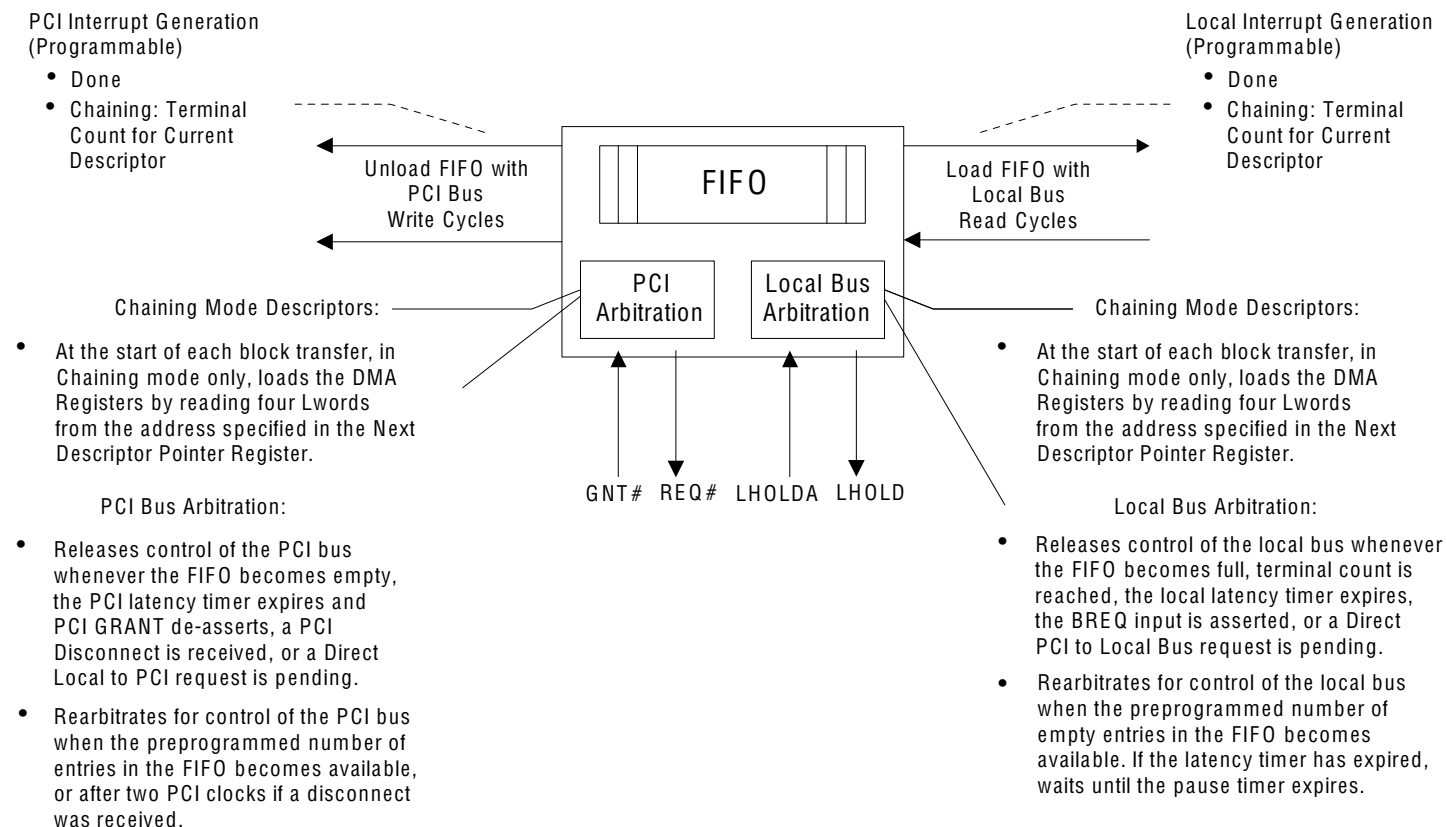 PCI Interrupt Generation
(Programmable)
• Done
• Chaining: Terminal
Count for Current
Descriptor
Local Interrupt Generation
(Programmable)
• Done
• Chaining: Terminal
Count for Current
Descriptor
Unload FIFO with
PCI Bus
Write Cycles
FIFO
Load FIFO with
Local Bus
Read Cycles
PCI
Arbitration
Local Bus
Arbitration
GNT# REQ# LHOLDA LHOLD
Chaining Mode Descriptors:
• At the start of each block transfer, in
Chaining mode only, loads the DMA
Registers by reading four Lwords
from the address specified in the Next
Descriptor Pointer Register.
PCI Bus Arbitration:
• Releases control of the PCI bus
whenever the FIFO becomes empty,
the PCI latency timer expires and
PCI GRANT de-asserts, a PCI
Disconnect is received, or a Direct
Local to PCI request is pending.
• Rearbitrates for control of the PCI bus
when the preprogrammed number of
entries in the FIFO becomes available,
or after two PCI clocks if a disconnect
was received.
Chaining Mode Descriptors:
• At the start of each block transfer, in
Chaining mode only, loads the DMA
Registers by reading four Lwords
from the address specified in the Next
Descriptor Pointer Register.
Local Bus Arbitration:
• Releases control of the local bus whenever
the FIFO becomes full, terminal count is
reached, the local latency timer expires,
the BREQ input is asserted, or a Direct
PCI to Local Bus request is pending.
• Rearbitrates for control of the local bus
when the preprogrammed number of
empty entries in the FIFO becomes
available. If the latency timer has expired,
waits until the pause timer expires.